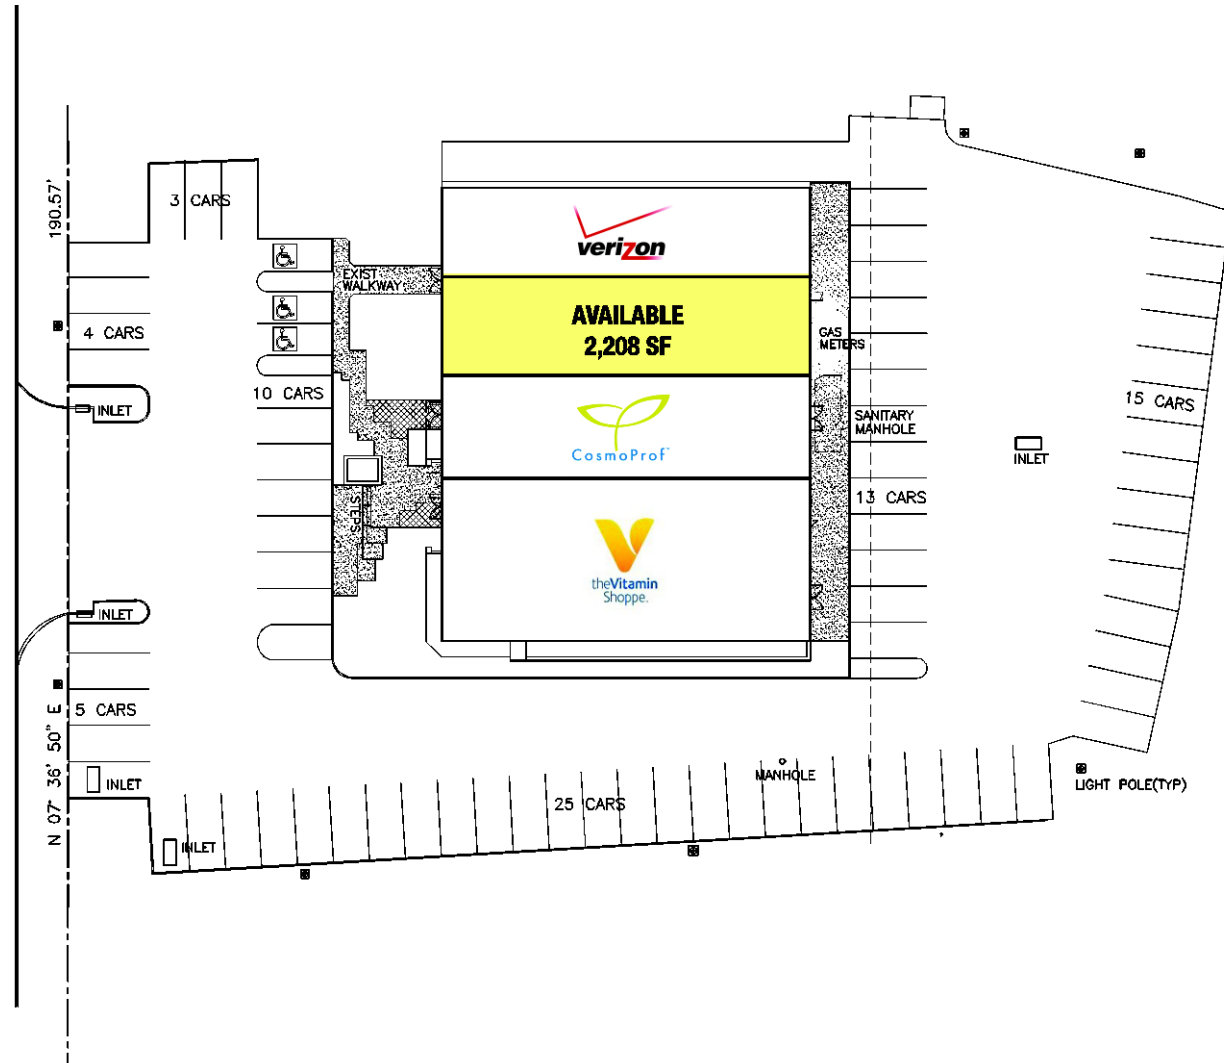 190.57'
3 CARS
verizon
EXIST
WALKWAY
AVAILABLE
2,208 SF
GAS
METERS
4 CARS
10 CARS
INLET
15 CARS
SANITARY
MANHOLE
CosmoProf
INLET
13 CARS
STEPS
theVitamin
Shoppe.
INLET
5 CARS
N 07° 36' 50" E
INLET
MANHOLE
LIGHT POLE(TYP)
25 CARS
INLET